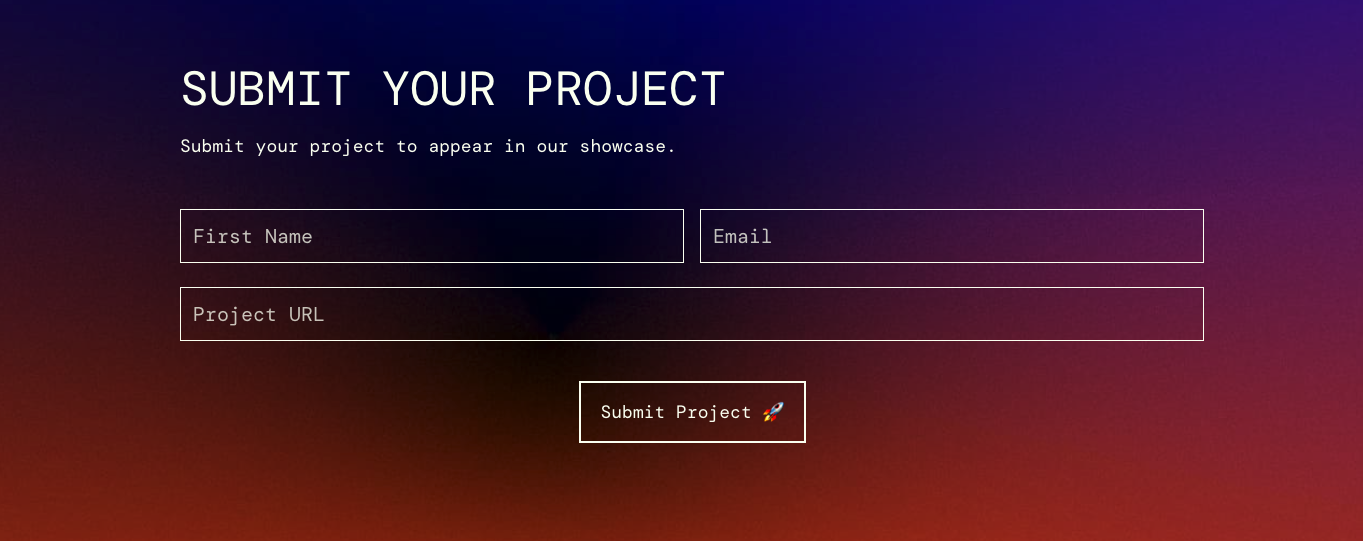 SUBMIT YOUR PROJECT
Submit your project to appear in our showcase.
First Name
Email
Project URL
Submit Project 🚀